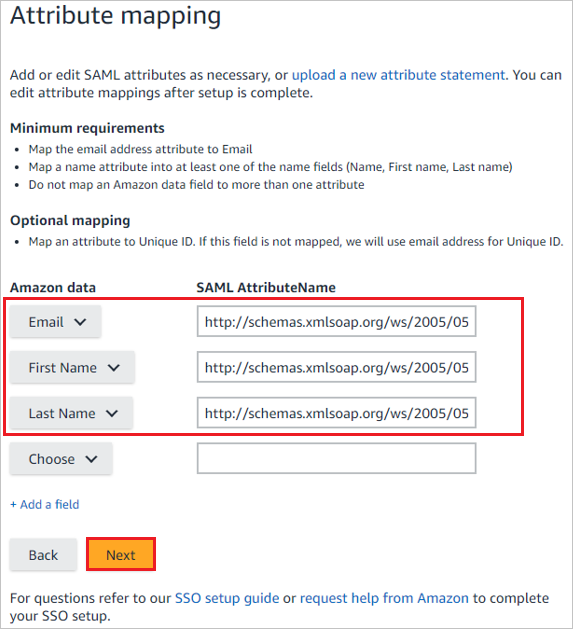 Attribute mapping
Add or edit SAML attributes as necessary, or upload a new attribute statement. You can
edit attribute mappings after setup is complete.
Minimum requirements
• Map the email address attribute to Email
• Map a name attribute into at least one of the name fields (Name, First name, Last name)
• Do not map an Amazon data field to more than one attribute
Optional mapping
• Map an attribute to Unique ID. If this field is not mapped, we will use email address for Unique ID.
Amazon data SAML AttributeName
Email http://schemas.xmlsoap.org/ws/2005/05
First Name http://schemas.xmlsoap.org/ws/2005/05
Last Name http://schemas.xmlsoap.org/ws/2005/05
Choose
+ Add a field
Back Next
For questions refer to our SSO setup guide or request help from Amazon to complete
your SSO setup.